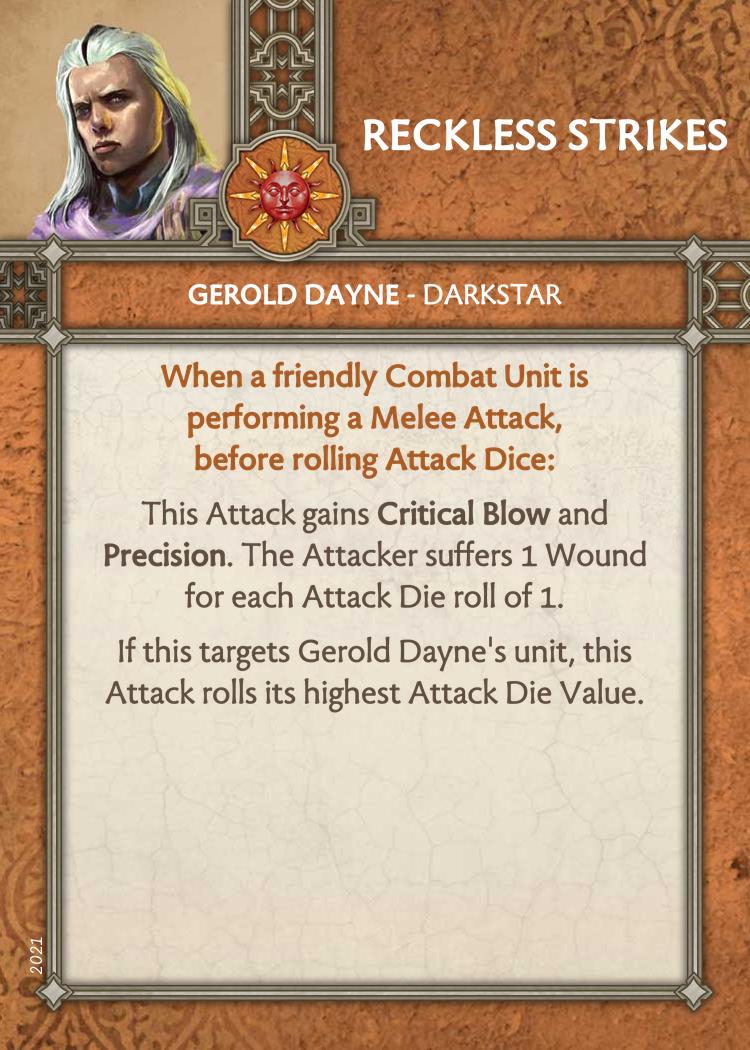 RECKLESS STRIKES
GEROLD DAYNE - DARKSTAR
When a friendly Combat Unit is
performing a Melee Attack,
before rolling Attack Dice:
This Attack gains Critical Blow and
Precision. The Attacker suffers 1 Wound
for each Attack Die roll of 1.
If this targets Gerold Dayne's unit, this
Attack rolls its highest Attack Die Value.
2021